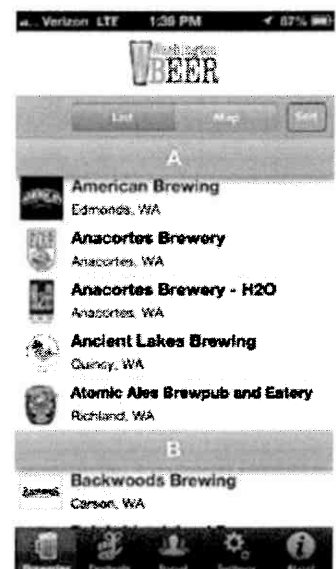 Verizon LTE 1:39 PM 87%
Washington
BEER
List Map Sort
A
American Brewing
Edmonds, WA
Anacortes Brewery
Anacortes, WA
Anacortes Brewery - H2O
Anacortes, WA
Ancient Lakes Brewing
Quincy, WA
Atomic Ales Brewpub and Eatery
Richland, WA
B
Backwoods Brewing
Carson, WA
Breweries